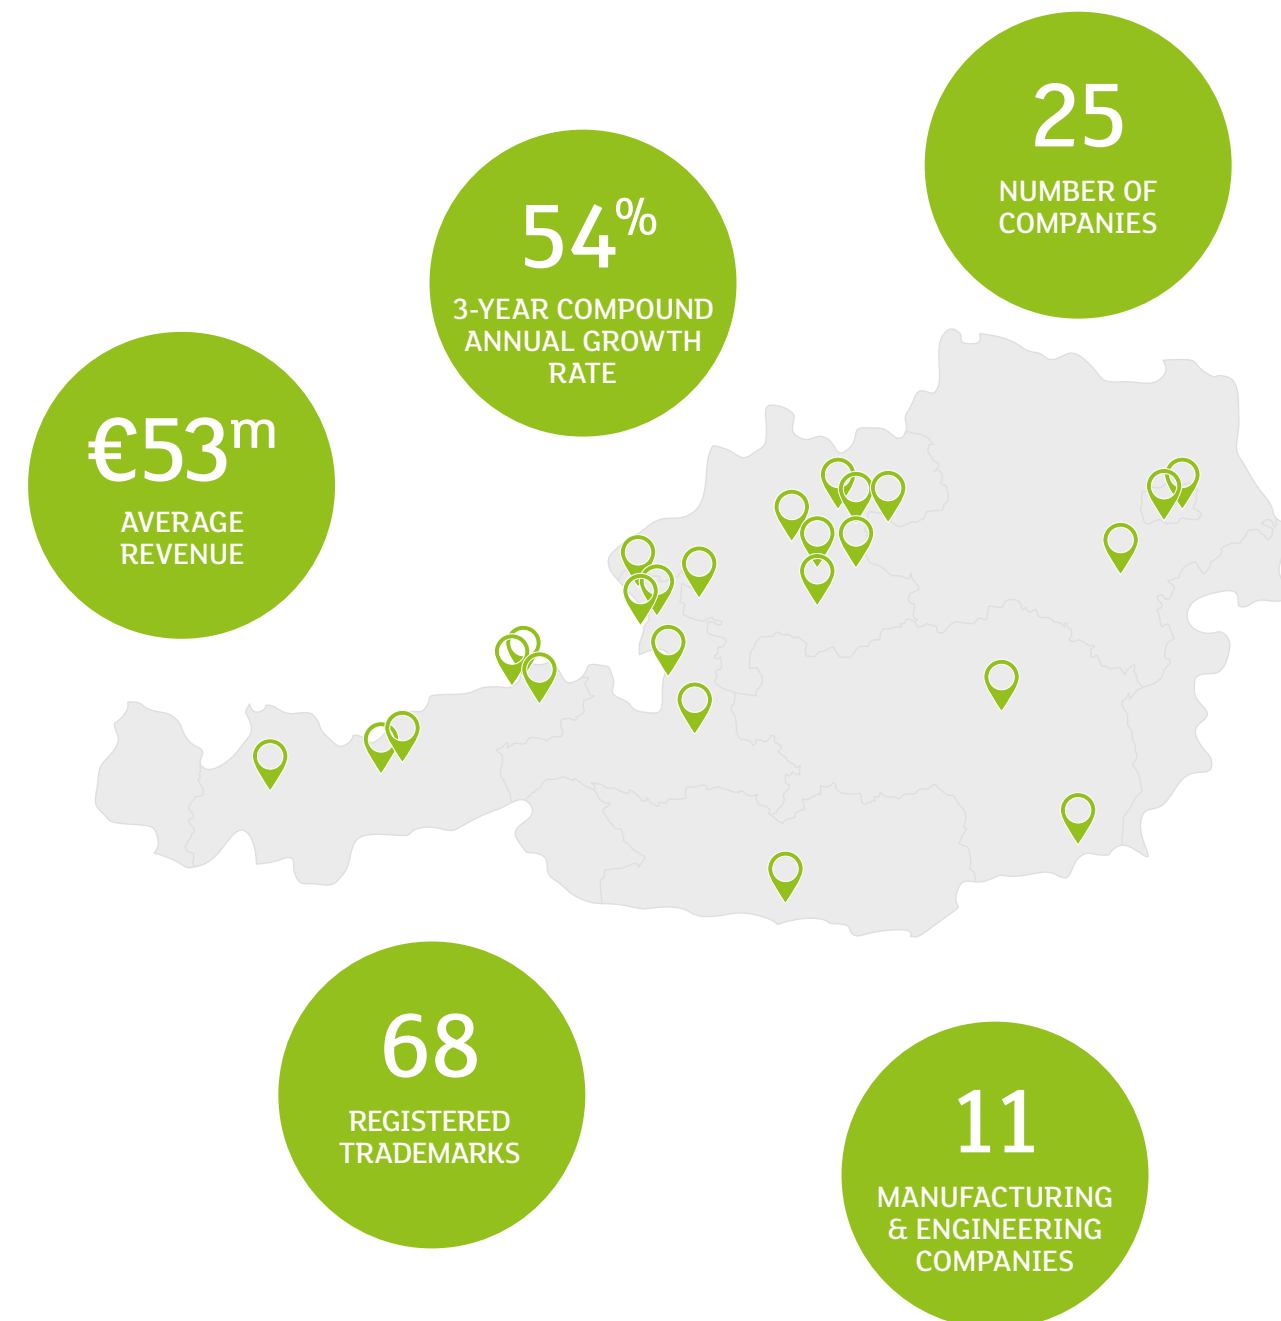 25
NUMBER OF
COMPANIES
54%
3-YEAR COMPOUND
ANNUAL GROWTH
RATE
€53m
AVERAGE
REVENUE
68
REGISTERED
TRADEMARKS
11
MANUFACTURING
& ENGINEERING
COMPANIES